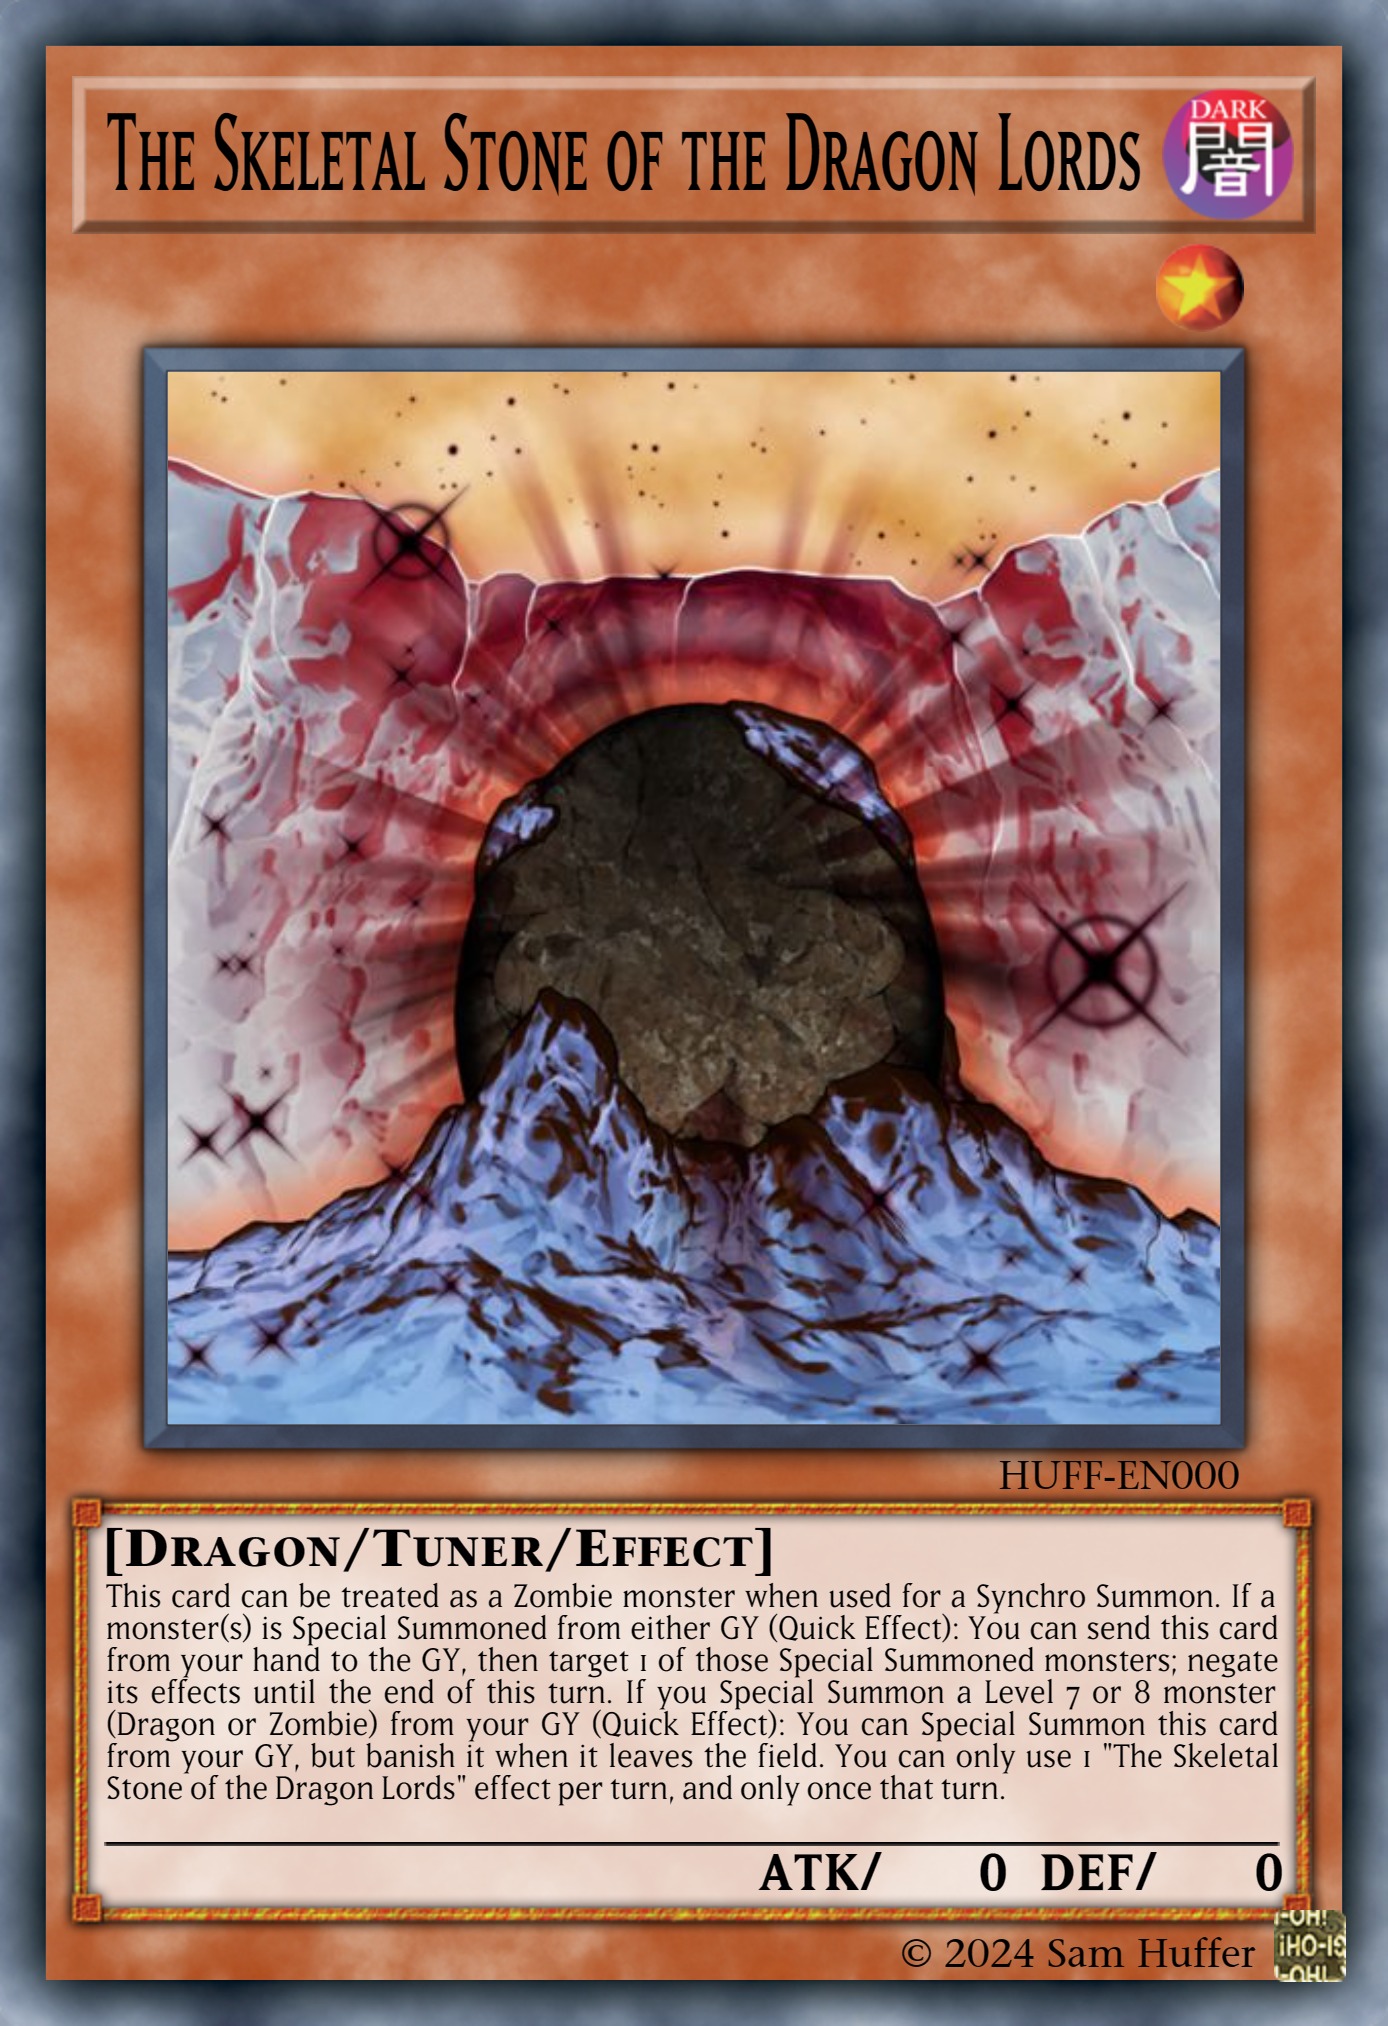 THE SKELETAL STONE OF THE DRAGON LORDS
DARK
闇
HUFF-EN000
[DRAGON/TUNER/EFFECT]
This card can be treated as a Zombie monster when used for a Synchro Summon. If a
monster(s) is Special Summoned from either GY (Quick Effect): You can send this card
from your hand to the GY, then target 1 of those Special Summoned monsters; negate
its effects until the end of this turn. If you Special Summon a Level 7 or 8 monster
(Dragon or Zombie) from your GY (Quick Effect): You can Special Summon this card
from your GY, but banish it when it leaves the field. You can only use 1 "The Skeletal
Stone of the Dragon Lords" effect per turn, and only once that turn.
ATK/ 0 DEF/ 0
© 2024 Sam Huffer